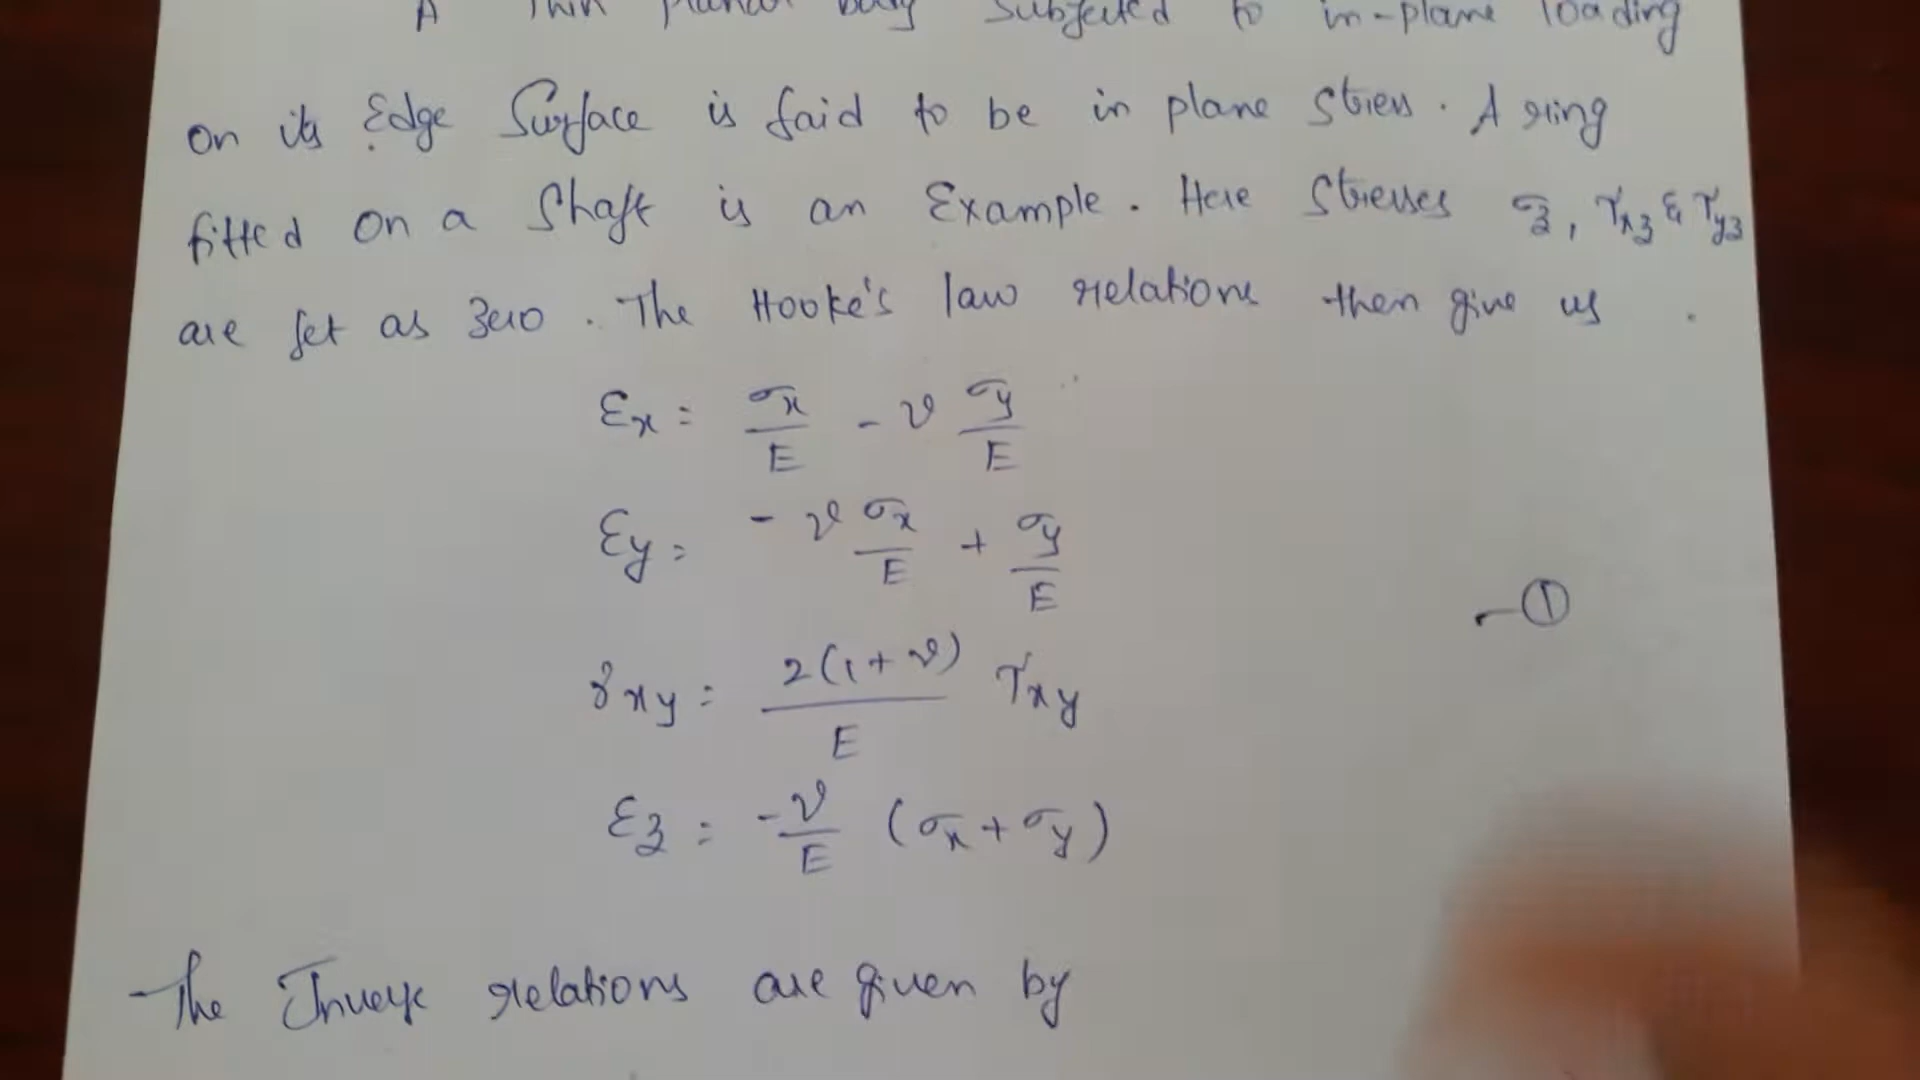 A Thin planar body subjected to in-plane loading
on its Edge Surface is said to be in plane stress. A ring
fitted on a shaft is an Example. Here stresses σz, τxz & τyz
are set as zero. The Hooke's law relations then give us
εx = σx/E - ν σy/E
εy = -ν σx/E + σy/E
γxy = 2(1+ν)/E τxy
—①
εz = -ν/E (σx + σy)
The Inverse relations are given by